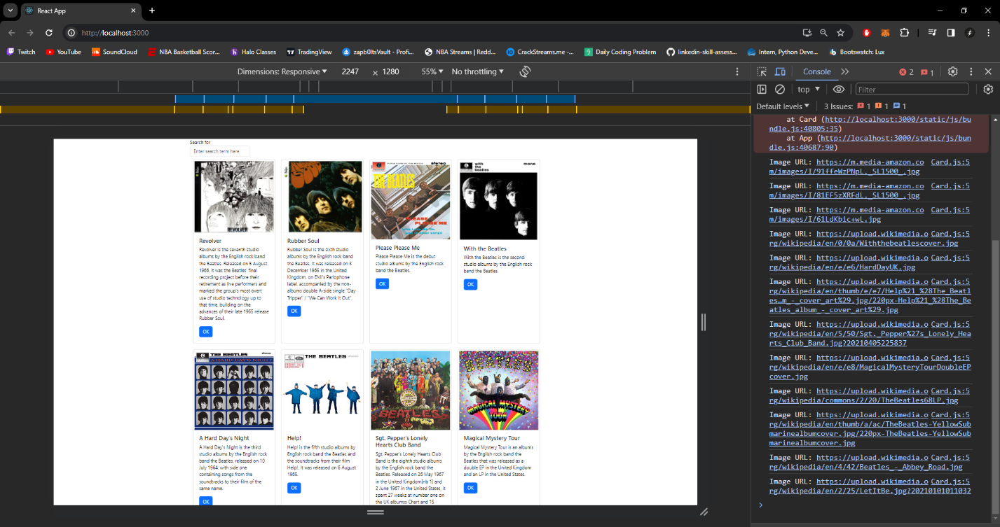 React App
http://localhost:3000
Twitch YouTube SoundCloud NBA Basketball Scor... Halo Classes TradingView zapb0ltsVault - Profi... NBA Streams | Redd... CrackStreams.me -... Daily Coding Problem linkedin-skill-assess... Intern, Python Deve... Bootswatch: Lux
Dimensions: Responsive 2247 × 1280 55% No throttling
Console 2 1
top Filter
Default levels 3 Issues: 1 1 1
Search for
Enter search term here
REVOLVER
Revolver
Revolver is the seventh studio
albums by the English rock band
the Beatles. Released on 5 August
1966, it was the Beatles' final
recording project before their
retirement as live performers and
marked the group's most overt
use of studio technology up to
that time, building on the
advances of their late 1965 release
Rubber Soul.
OK
Rubber Soul
Rubber Soul is the sixth studio
albums by the English rock band
the Beatles. It was released on 3
December 1965 in the United
Kingdom, on EMI's Parlophone
label, accompanied by the non-
albums double A-side single "Day
Tripper" / "We Can Work It Out".
OK
stereo
THE BEATLES
PLEASE PLEASE ME
Please Please Me
Please Please Me is the debut
studio albums by the English rock
band the Beatles.
OK
with the mono
beatles
With the Beatles
With the Beatles is the second
studio albums by the English rock
band the Beatles.
OK
THE BEATLES
A HARD DAY'S NIGHT
A Hard Day's Night
A Hard Day's Night is the third
studio albums by the English rock
band the Beatles, released on 10
July 1964, with side one
containing songs from the
soundtracks to their film of the
same name.
OK
THE BEATLES
HELP!
Help!
Help! is the fifth studio albums by
English rock band the Beatles and
the soundtracks from their film
Help!. It was released on 6 August
1965.
OK
BEATLES
Sgt. Pepper's Lonely
Hearts Club Band
Sgt. Pepper's Lonely Hearts Club
Band is the eighth studio albums
by the English rock band the
Beatles. Released on 26 May 1967
in the United Kingdom[nb 1] and
2 June 1967 in the United States, it
spent 27 weeks at number one on
the UK albumss Chart and 15
BEATLES
MAGICAL MYSTERY
TOUR
Magical Mystery Tour
Magical Mystery Tour is an albums
by the English rock band the
Beatles that was released as a
double EP in the United Kingdom
and an LP in the United States.
OK
at Card (http://localhost:3000/static/js/bu
ndle.js:40805:35)
at App (http://localhost:3000/static/js/bun
dle.js:40687:90)
Image URL: https://m.media-amazon.co Card.js:5
m/images/I/91ffeWzPNpL._SL1500_.jpg
Image URL: https://m.media-amazon.co Card.js:5
m/images/I/81EF5zXRFdL._SL1500_.jpg
Image URL: https://m.media-amazon.co Card.js:5
m/images/I/61LdKbic+wL.jpg
Image URL: https://upload.wikimedia.o Card.js:5
rg/wikipedia/en/0/0a/Withthebeatlescover.jpg
Image URL: https://upload.wikimedia.o Card.js:5
rg/wikipedia/en/e/e6/HardDayUK.jpg
Image URL: https://upload.wikimedia.o Card.js:5
rg/wikipedia/en/thumb/e/e7/Help%21_%28The_Beatl
es…m_-_cover_art%29.jpg/220px-Help%21_%28The_Be
atles_album_-_cover_art%29.jpg
Image URL: https://upload.wikimedia.o Card.js:5
rg/wikipedia/en/5/50/Sgt._Pepper%27s_Lonely_Hea
rts_Club_Band.jpg?20210405225837
Image URL: https://upload.wikimedia.o Card.js:5
rg/wikipedia/en/e/e8/MagicalMysteryTourDoubleEP
cover.jpg
Image URL: https://upload.wikimedia.o Card.js:5
rg/wikipedia/commons/2/20/TheBeatles68LP.jpg
Image URL: https://upload.wikimedia.o Card.js:5
rg/wikipedia/en/thumb/a/ac/TheBeatles-YellowSub
marinealbumcover.jpg/220px-TheBeatles-YellowSub
marinealbumcover.jpg
Image URL: https://upload.wikimedia.o Card.js:5
rg/wikipedia/en/4/42/Beatles_-_Abbey_Road.jpg
Image URL: https://upload.wikimedia.o Card.js:5
rg/wikipedia/en/2/25/LetItBe.jpg?20210101011032